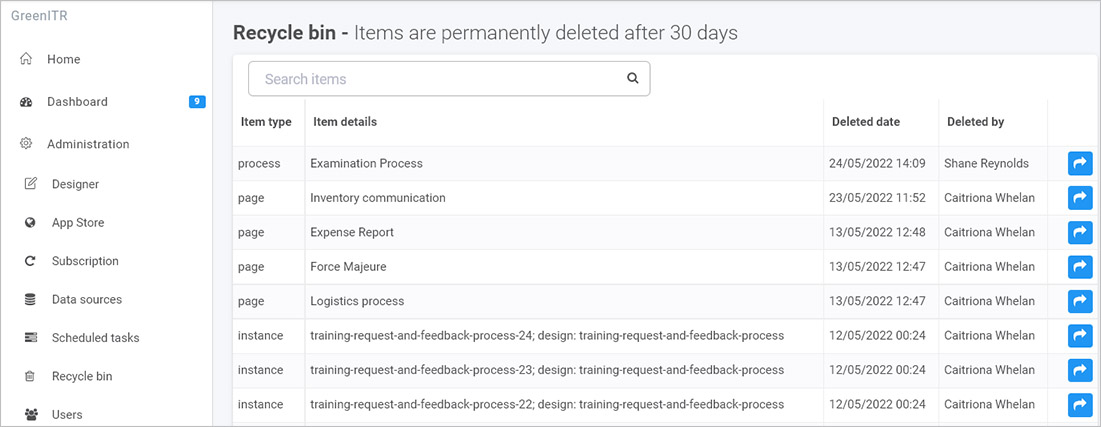 GreenITR
Home
Dashboard 9
Administration
Designer
App Store
Subscription
Data sources
Scheduled tasks
Recycle bin
Users
Recycle bin - Items are permanently deleted after 30 days
Search items
Item type Item details Deleted date Deleted by
process Examination Process 24/05/2022 14:09 Shane Reynolds
page Inventory communication 23/05/2022 11:52 Caitriona Whelan
page Expense Report 13/05/2022 12:48 Caitriona Whelan
page Force Majeure 13/05/2022 12:47 Caitriona Whelan
page Logistics process 13/05/2022 12:47 Caitriona Whelan
instance training-request-and-feedback-process-24; design: training-request-and-feedback-process 12/05/2022 00:24 Caitriona Whelan
instance training-request-and-feedback-process-23; design: training-request-and-feedback-process 12/05/2022 00:24 Caitriona Whelan
instance training-request-and-feedback-process-22; design: training-request-and-feedback-process 12/05/2022 00:24 Caitriona Whelan